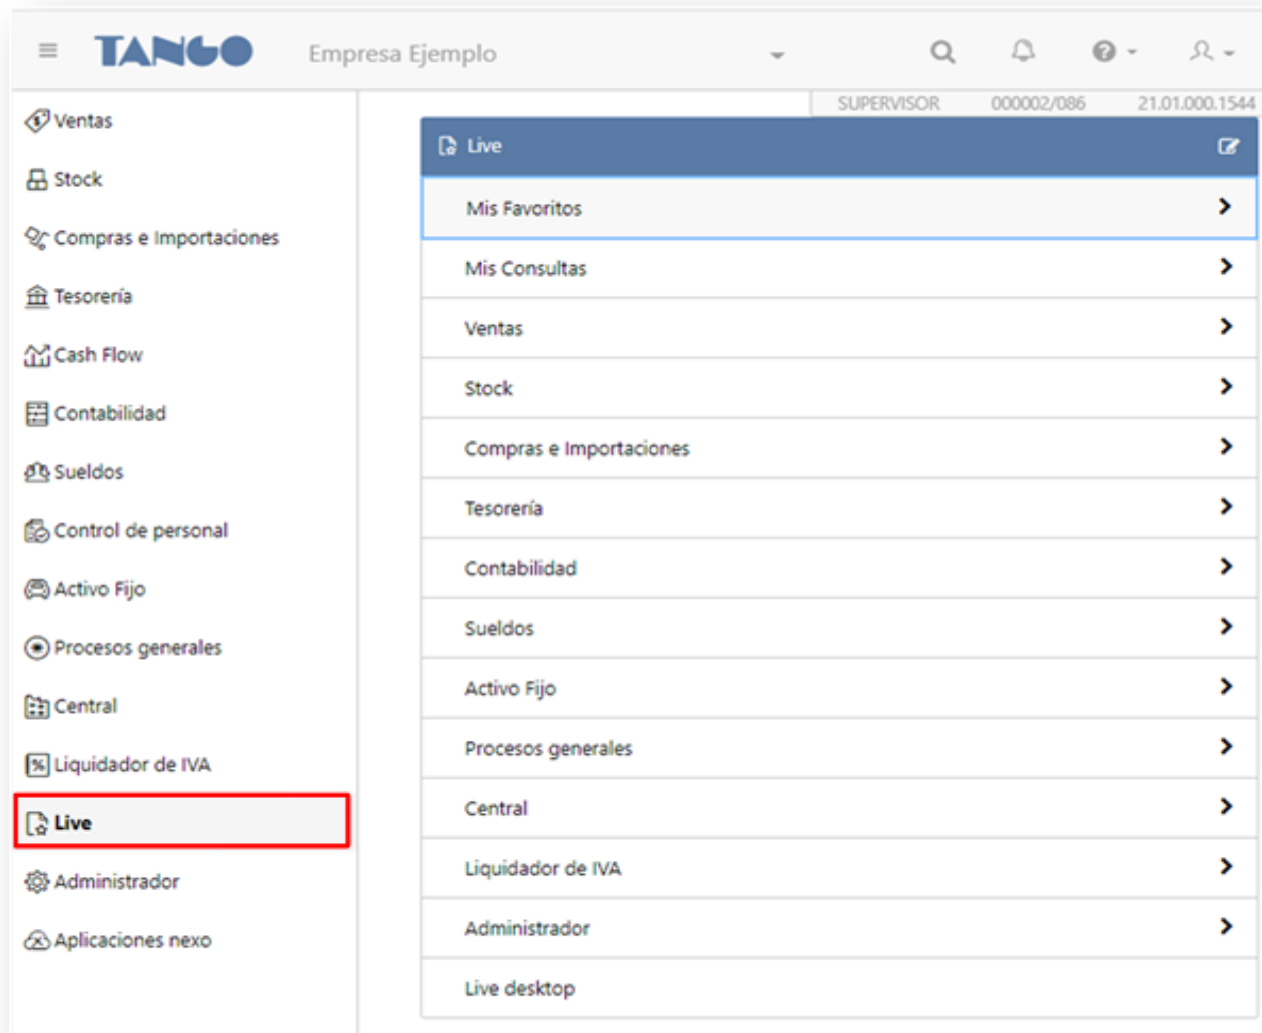 TANGO Empresa Ejemplo
SUPERVISOR 000002/086 21.01.000.1544
Ventas
Stock
Compras e Importaciones
Tesorería
Cash Flow
Contabilidad
Sueldos
Control de personal
Activo Fijo
Procesos generales
Central
Liquidador de IVA
Live
Administrador
Aplicaciones nexo
Live
Mis Favoritos
Mis Consultas
Ventas
Stock
Compras e Importaciones
Tesorería
Contabilidad
Sueldos
Activo Fijo
Procesos generales
Central
Liquidador de IVA
Administrador
Live desktop